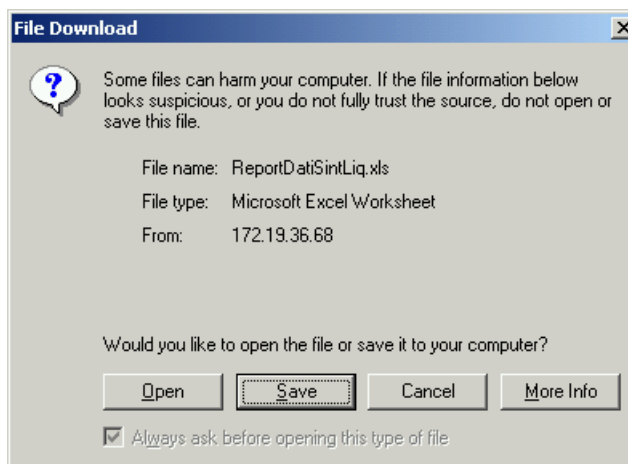 File Download
Some files can harm your computer. If the file information below
looks suspicious, or you do not fully trust the source, do not open or
save this file.
File name: ReportDatiSintLiq.xls
File type: Microsoft Excel Worksheet
From: 172.19.36.68
Would you like to open the file or save it to your computer?
Open Save Cancel More Info
Always ask before opening this type of file